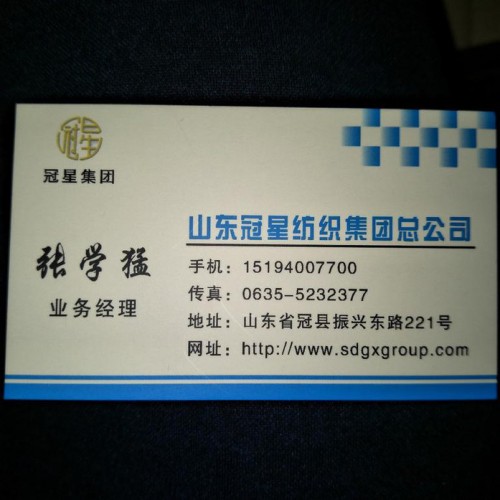 冠星
冠星集团
山东冠星纺织集团总公司
张学猛
业务经理
手机：15194007700
传真：0635-5232377
地址：山东省冠县振兴东路221号
网址：http://www.sdgxgroup.com